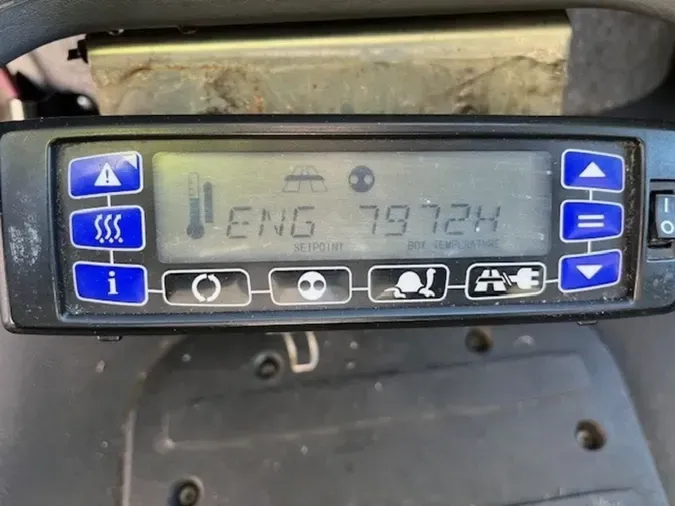 ENG 7972H
SETPOINT BOX TEMPERATURE
i
I
O